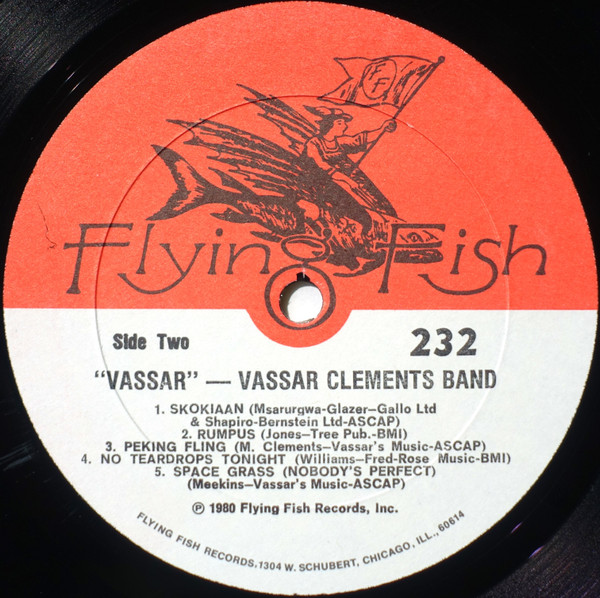 FF
Flying Fish
Side Two
232
"VASSAR" — VASSAR CLEMENTS BAND
1. SKOKIAAN (Msarurgwa–Glazer–Gallo Ltd
& Shapiro-Bernstein Ltd-ASCAP)
2. RUMPUS (Jones–Tree Pub.-BMI)
3. PEKING FLING (M. Clements–Vassar's Music-ASCAP)
4. NO TEARDROPS TONIGHT (Williams–Fred-Rose Music-BMI)
5. SPACE GRASS (NOBODY'S PERFECT)
(Meekins–Vassar's Music-ASCAP)
℗ 1980 Flying Fish Records, Inc.
FLYING FISH RECORDS, 1304 W. SCHUBERT, CHICAGO, ILL., 60614